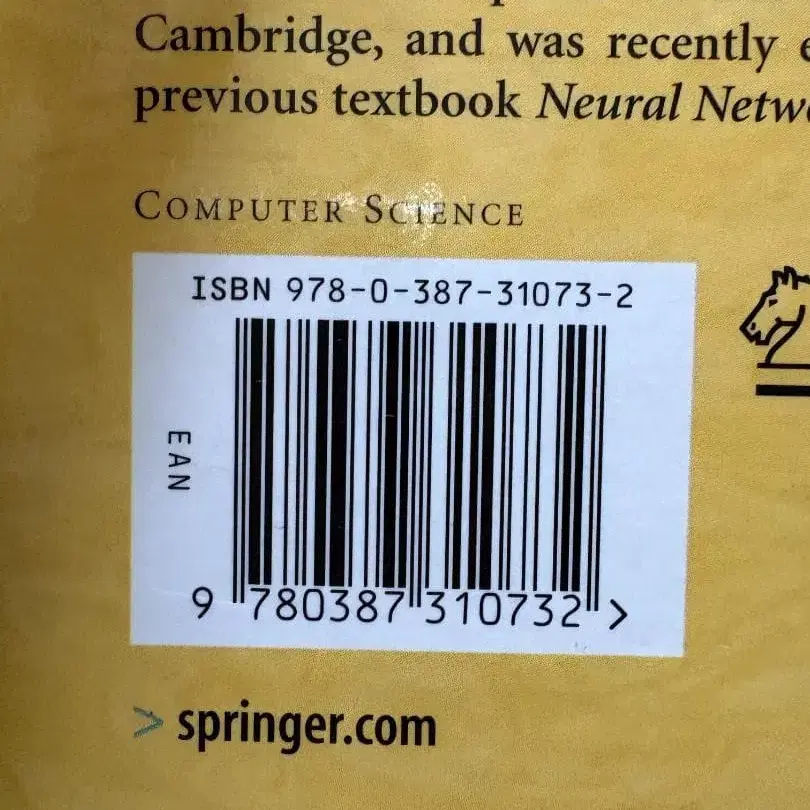 Cambridge, and was recently
previous textbook Neural
COMPUTER SCIENCE
ISBN 978-0-387-31073-2
EAN
9 780387 310732 >
> springer.com